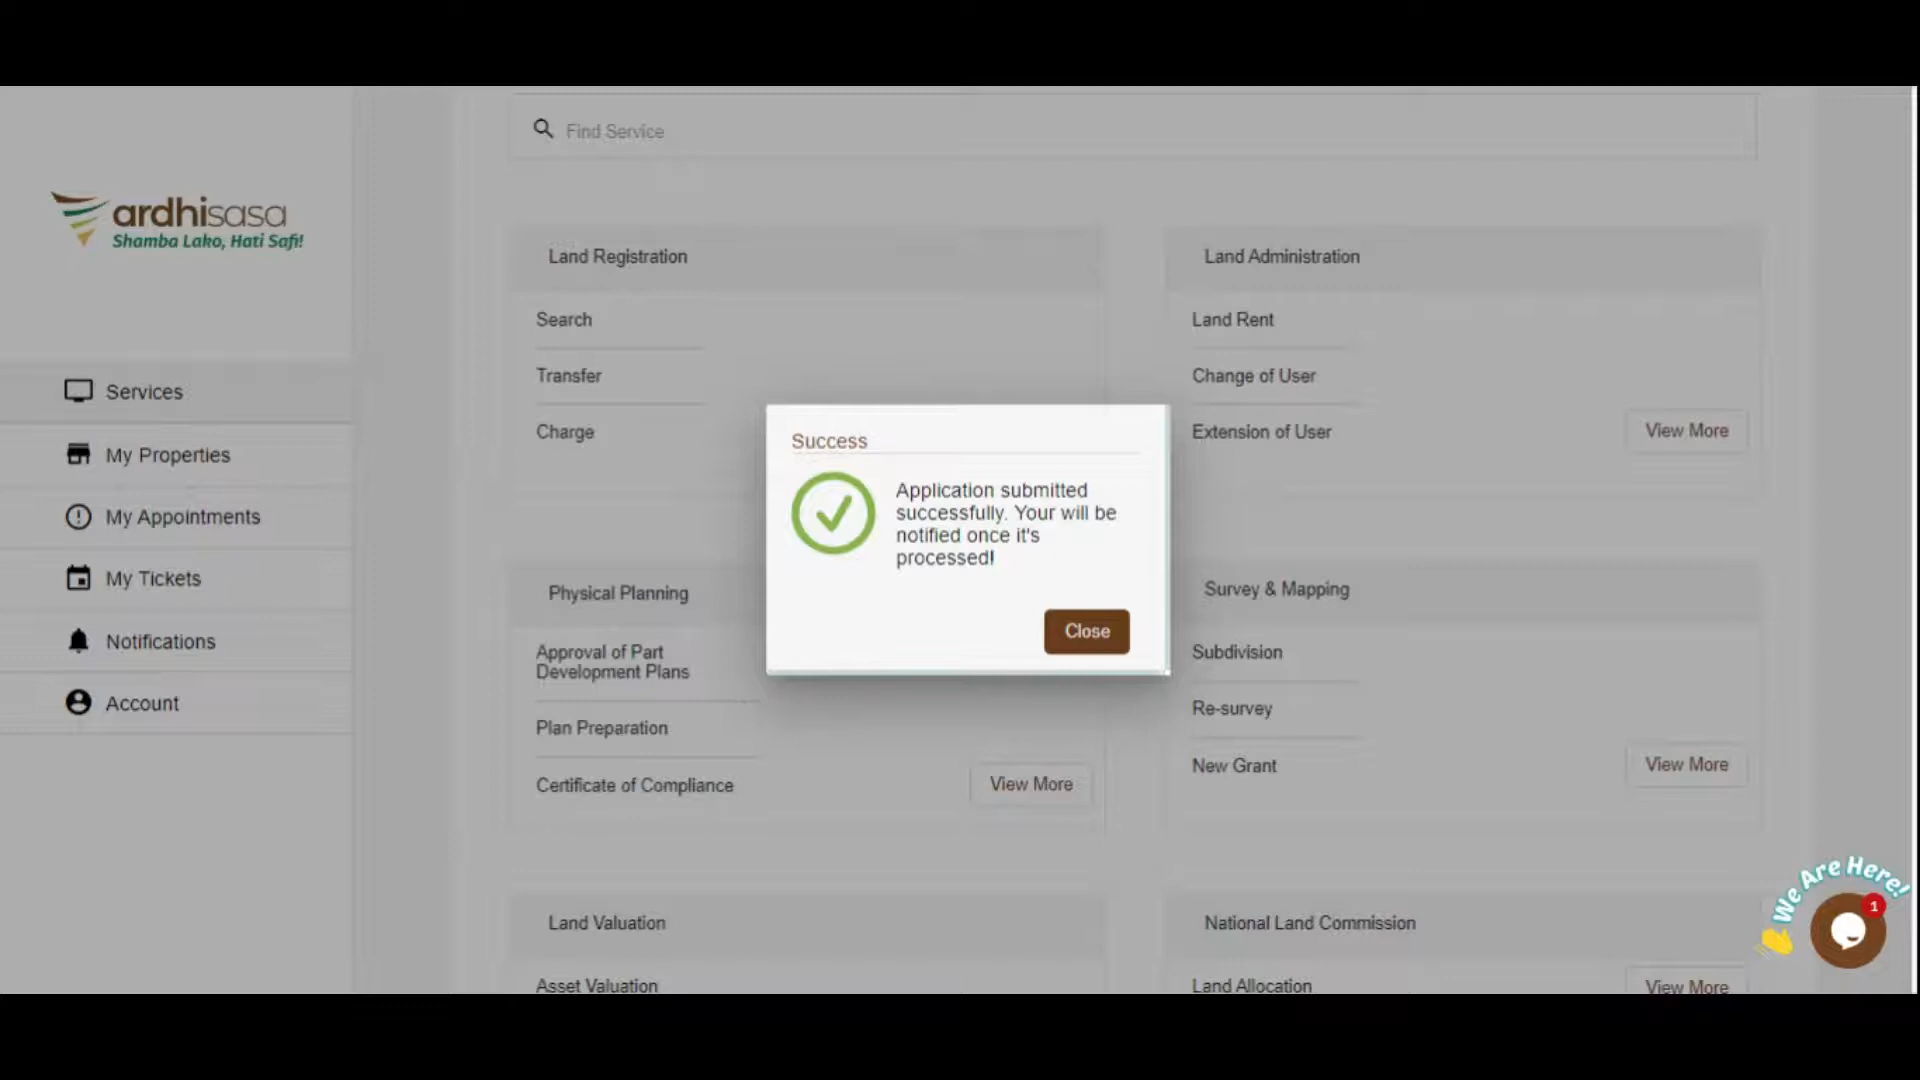 Find Service
ardhisasa
Shamba Lako, Hati Safi!
Services
My Properties
My Appointments
My Tickets
Notifications
Account
Land Registration
Search
Transfer
Charge
Land Administration
Land Rent
Change of User
Extension of User
View More
Success
Application submitted
successfully. Your will be
notified once it's
processed!
Close
Physical Planning
Approval of Part
Development Plans
Plan Preparation
Certificate of Compliance
View More
Survey & Mapping
Subdivision
Re-survey
New Grant
View More
Land Valuation
Asset Valuation
National Land Commission
Land Allocation
View More
We Are Here!
1